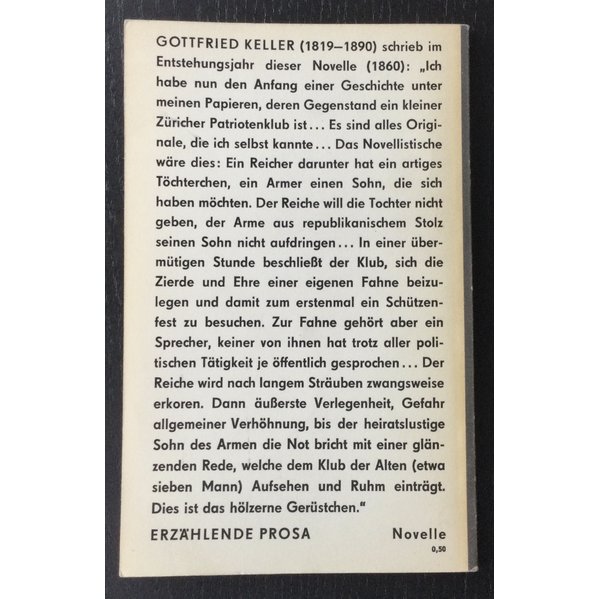 GOTTFRIED KELLER (1819–1890) schrieb im
Entstehungsjahr dieser Novelle (1860): „Ich
habe nun den Anfang einer Geschichte unter
meinen Papieren, deren Gegenstand ein kleiner
Züricher Patriotenklub ist... Es sind alles Origi-
nale, die ich selbst kannte... Das Novellistische
wäre dies: Ein Reicher darunter hat ein artiges
Töchterchen, ein Armer einen Sohn, die sich
haben möchten. Der Reiche will die Tochter nicht
geben, der Arme aus republikanischem Stolz
seinen Sohn nicht aufdringen... In einer über-
mütigen Stunde beschließt der Klub, sich die
Zierde und Ehre einer eigenen Fahne beizu-
legen und damit zum erstenmal ein Schützen-
fest zu besuchen. Zur Fahne gehört aber ein
Sprecher, keiner von ihnen hat trotz aller poli-
tischen Tätigkeit je öffentlich gesprochen... Der
Reiche wird nach langem Sträuben zwangsweise
erkoren. Dann äußerste Verlegenheit, Gefahr
allgemeiner Verhöhnung, bis der heiratslustige
Sohn des Armen die Not bricht mit einer glän-
zenden Rede, welche dem Klub der Alten (etwa
sieben Mann) Aufsehen und Ruhm einträgt.
Dies ist das hölzerne Gerüstchen.“
ERZÄHLENDE PROSA Novelle
0,50